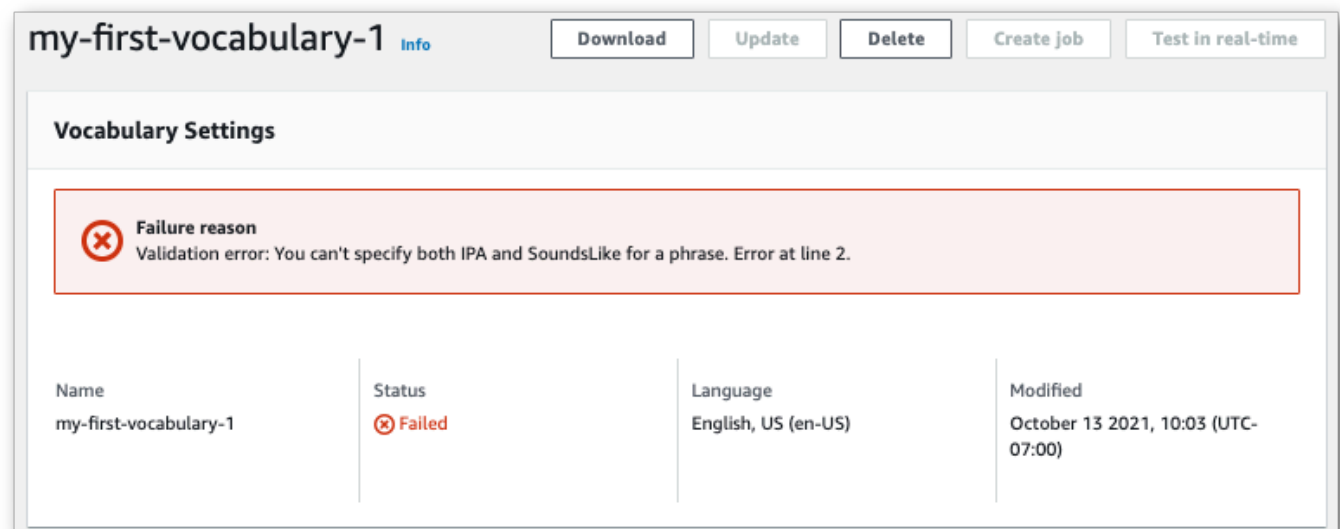 my-first-vocabulary-1 Info Download Update Delete Create job Test in real-time
Vocabulary Settings
Failure reason
Validation error: You can't specify both IPA and SoundsLike for a phrase. Error at line 2.
Name Status Language Modified
my-first-vocabulary-1 Failed English, US (en-US) October 13 2021, 10:03 (UTC-
07:00)